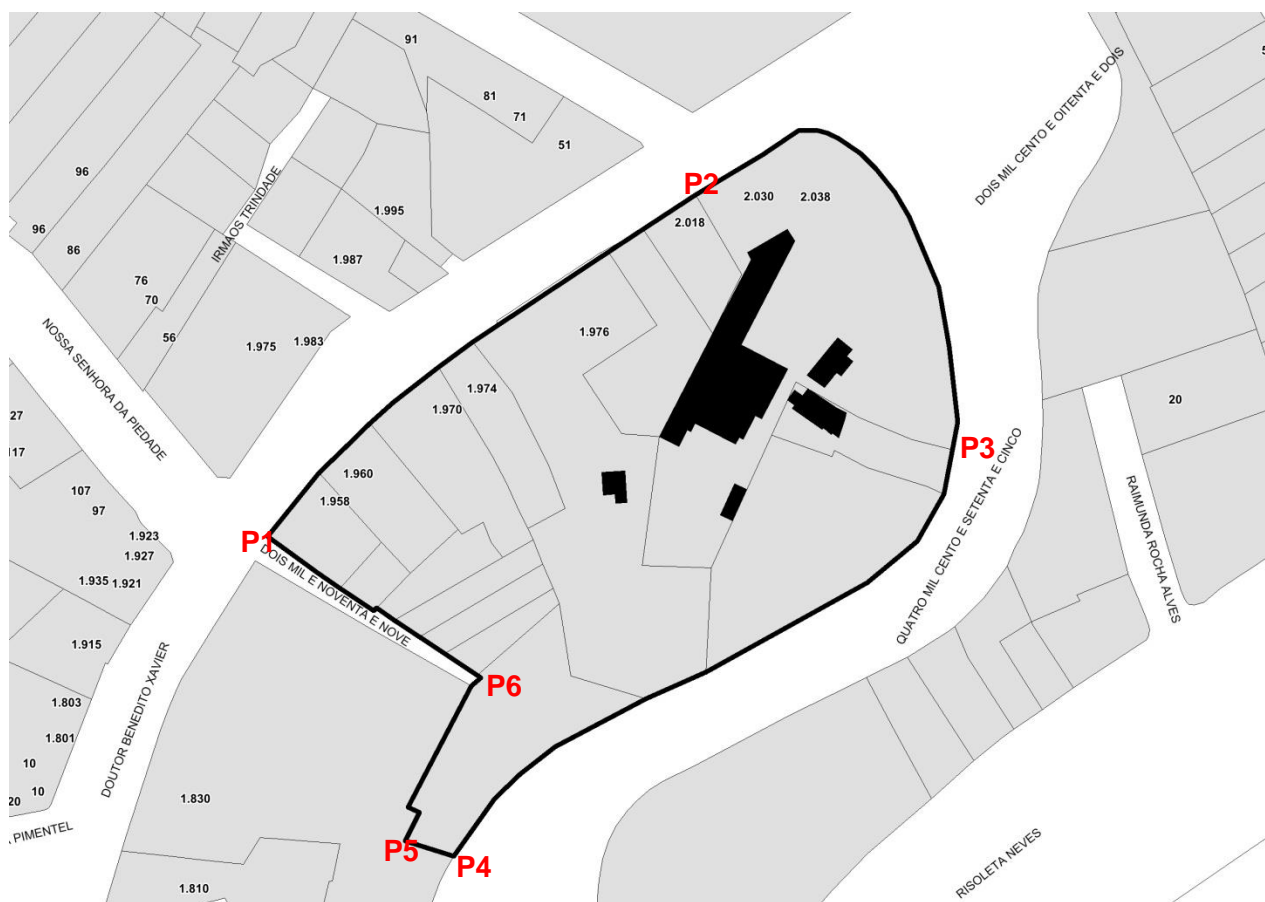 91
81
71
51
96
96
86
76
70
56
IRMAOS TRINDADE
1.995
1.987
1.975
1.983
NOSSA SENHORA DA PIEDADE
P2
2.018
2.030
2.038
DOIS MIL CENTO E OITENTA E DOIS
1.976
1.974
1.970
1.960
1.958
P1
DOIS MIL E NOVENTA E NOVE
P3
QUATRO MIL CENTO E SETENTA E CINCO
20
RAIMUNDA ROCHA ALVES
27
117
107
97
1.923
1.927
1.935
1.921
1.915
1.803
1.801
10
10
20
DOUTOR BENEDITO XAVIER
PIMENTEL
1.830
1.810
P6
P5
P4
RISOLETA NEVES